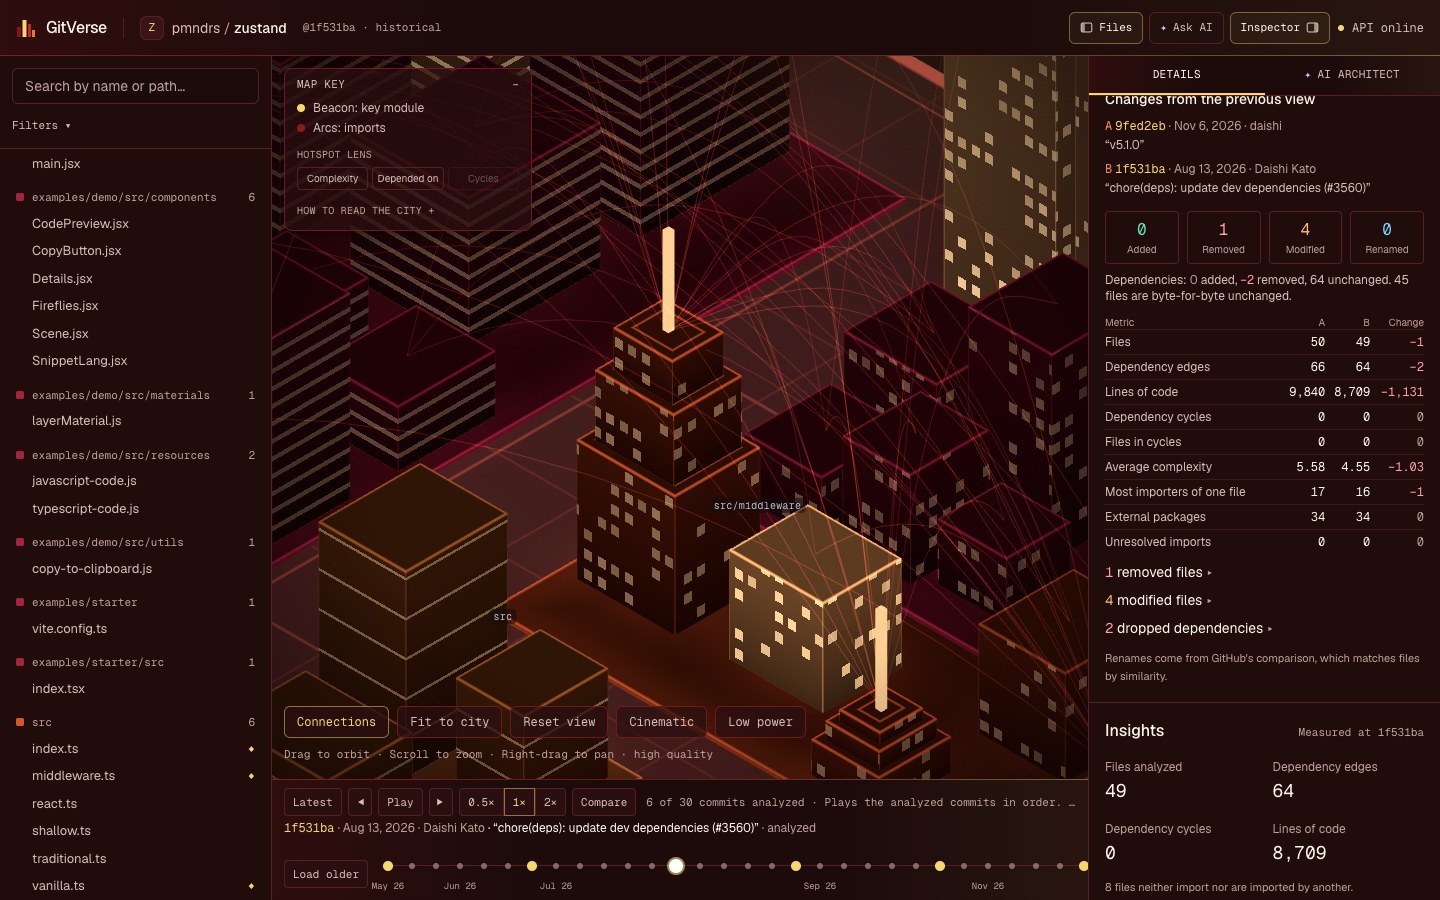 GitVerse
Z pmndrs / zustand @1f531ba · historical
Files
✦ Ask AI
Inspector
API online
Search by name or path…
Filters ▾
main.jsx
examples/demo/src/components 6
CodePreview.jsx
CopyButton.jsx
Details.jsx
Fireflies.jsx
Scene.jsx
SnippetLang.jsx
examples/demo/src/materials 1
layerMaterial.js
examples/demo/src/resources 2
javascript-code.js
typescript-code.js
examples/demo/src/utils 1
copy-to-clipboard.js
examples/starter 1
vite.config.ts
examples/starter/src 1
index.tsx
src 6
index.ts ♦
middleware.ts ♦
react.ts
shallow.ts
traditional.ts
vanilla.ts ♦
MAP KEY −
Beacon: key module
Arcs: imports
HOTSPOT LENS
Complexity Depended on Cycles
HOW TO READ THE CITY +
src/middleware
src
Connections Fit to city Reset view Cinematic Low power
Drag to orbit · Scroll to zoom · Right-drag to pan · high quality
Latest ◀ Play ▶ 0.5× 1× 2× Compare 6 of 30 commits analyzed · Plays the analyzed commits in order. …
1f531ba · Aug 13, 2026 · Daishi Kato · “chore(deps): update dev dependencies (#3560)” · analyzed
Load older
May 26 Jun 26 Jul 26 Sep 26 Nov 26
DETAILS ✦ AI ARCHITECT
Changes from the previous view
A 9fed2eb · Nov 6, 2026 · daishi
“v5.1.0”
B 1f531ba · Aug 13, 2026 · Daishi Kato
“chore(deps): update dev dependencies (#3560)”
0 Added
1 Removed
4 Modified
0 Renamed
Dependencies: 0 added, −2 removed, 64 unchanged. 45
files are byte-for-byte unchanged.
Metric A B Change
Files 50 49 −1
Dependency edges 66 64 −2
Lines of code 9,840 8,709 −1,131
Dependency cycles 0 0 0
Files in cycles 0 0 0
Average complexity 5.58 4.55 −1.03
Most importers of one file 17 16 −1
External packages 34 34 0
Unresolved imports 0 0 0
1 removed files ▸
4 modified files ▸
2 dropped dependencies ▸
Renames come from GitHub's comparison, which matches files
by similarity.
Insights Measured at 1f531ba
Files analyzed Dependency edges
49 64
Dependency cycles Lines of code
0 8,709
8 files neither import nor are imported by another.